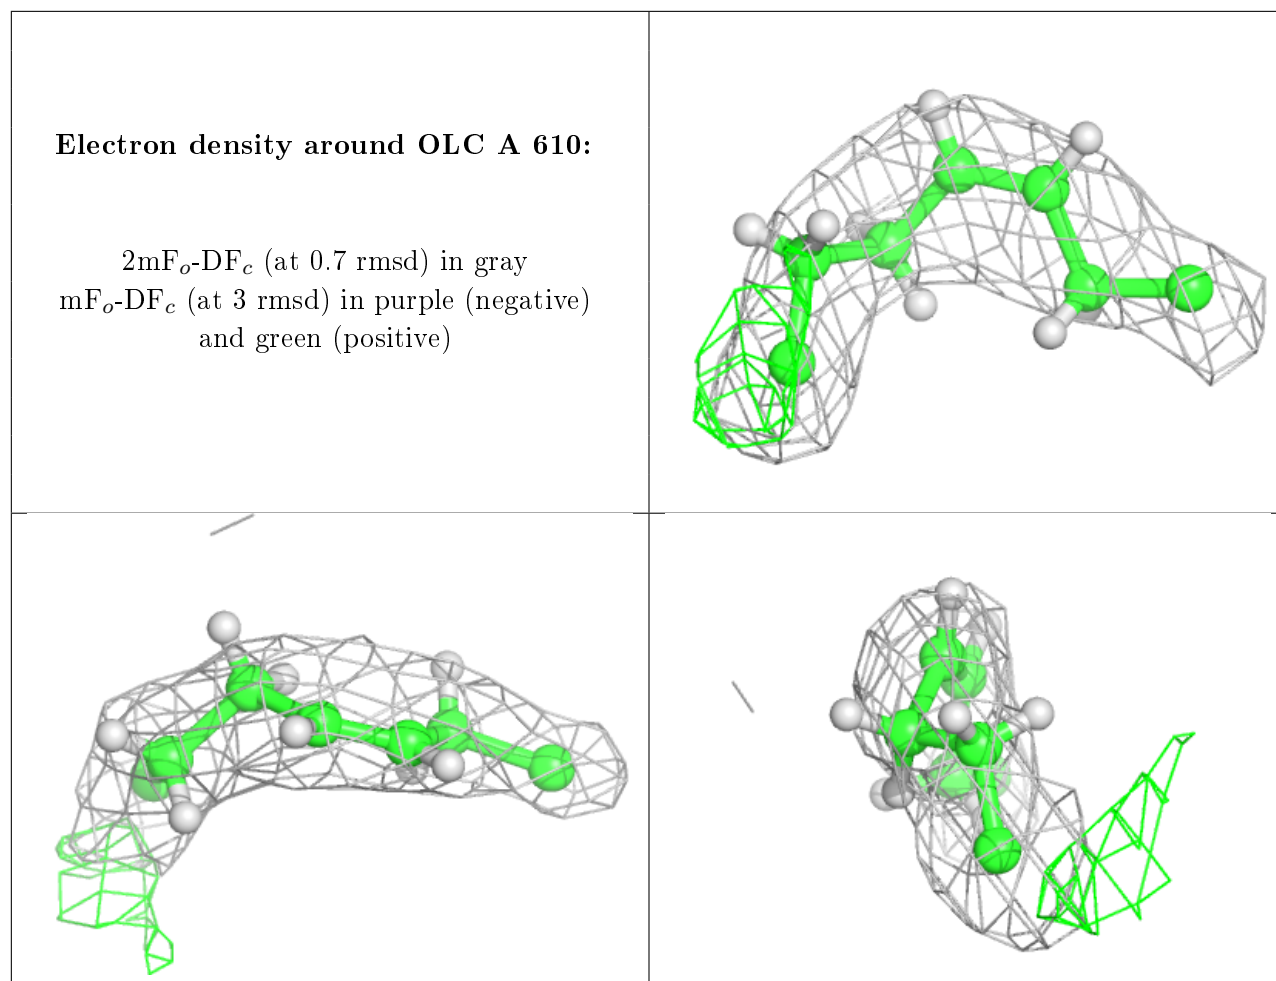 Electron density around OLC A 610:
2mFo-DFc (at 0.7 rmsd) in gray
mFo-DFc (at 3 rmsd) in purple (negative)
and green (positive)